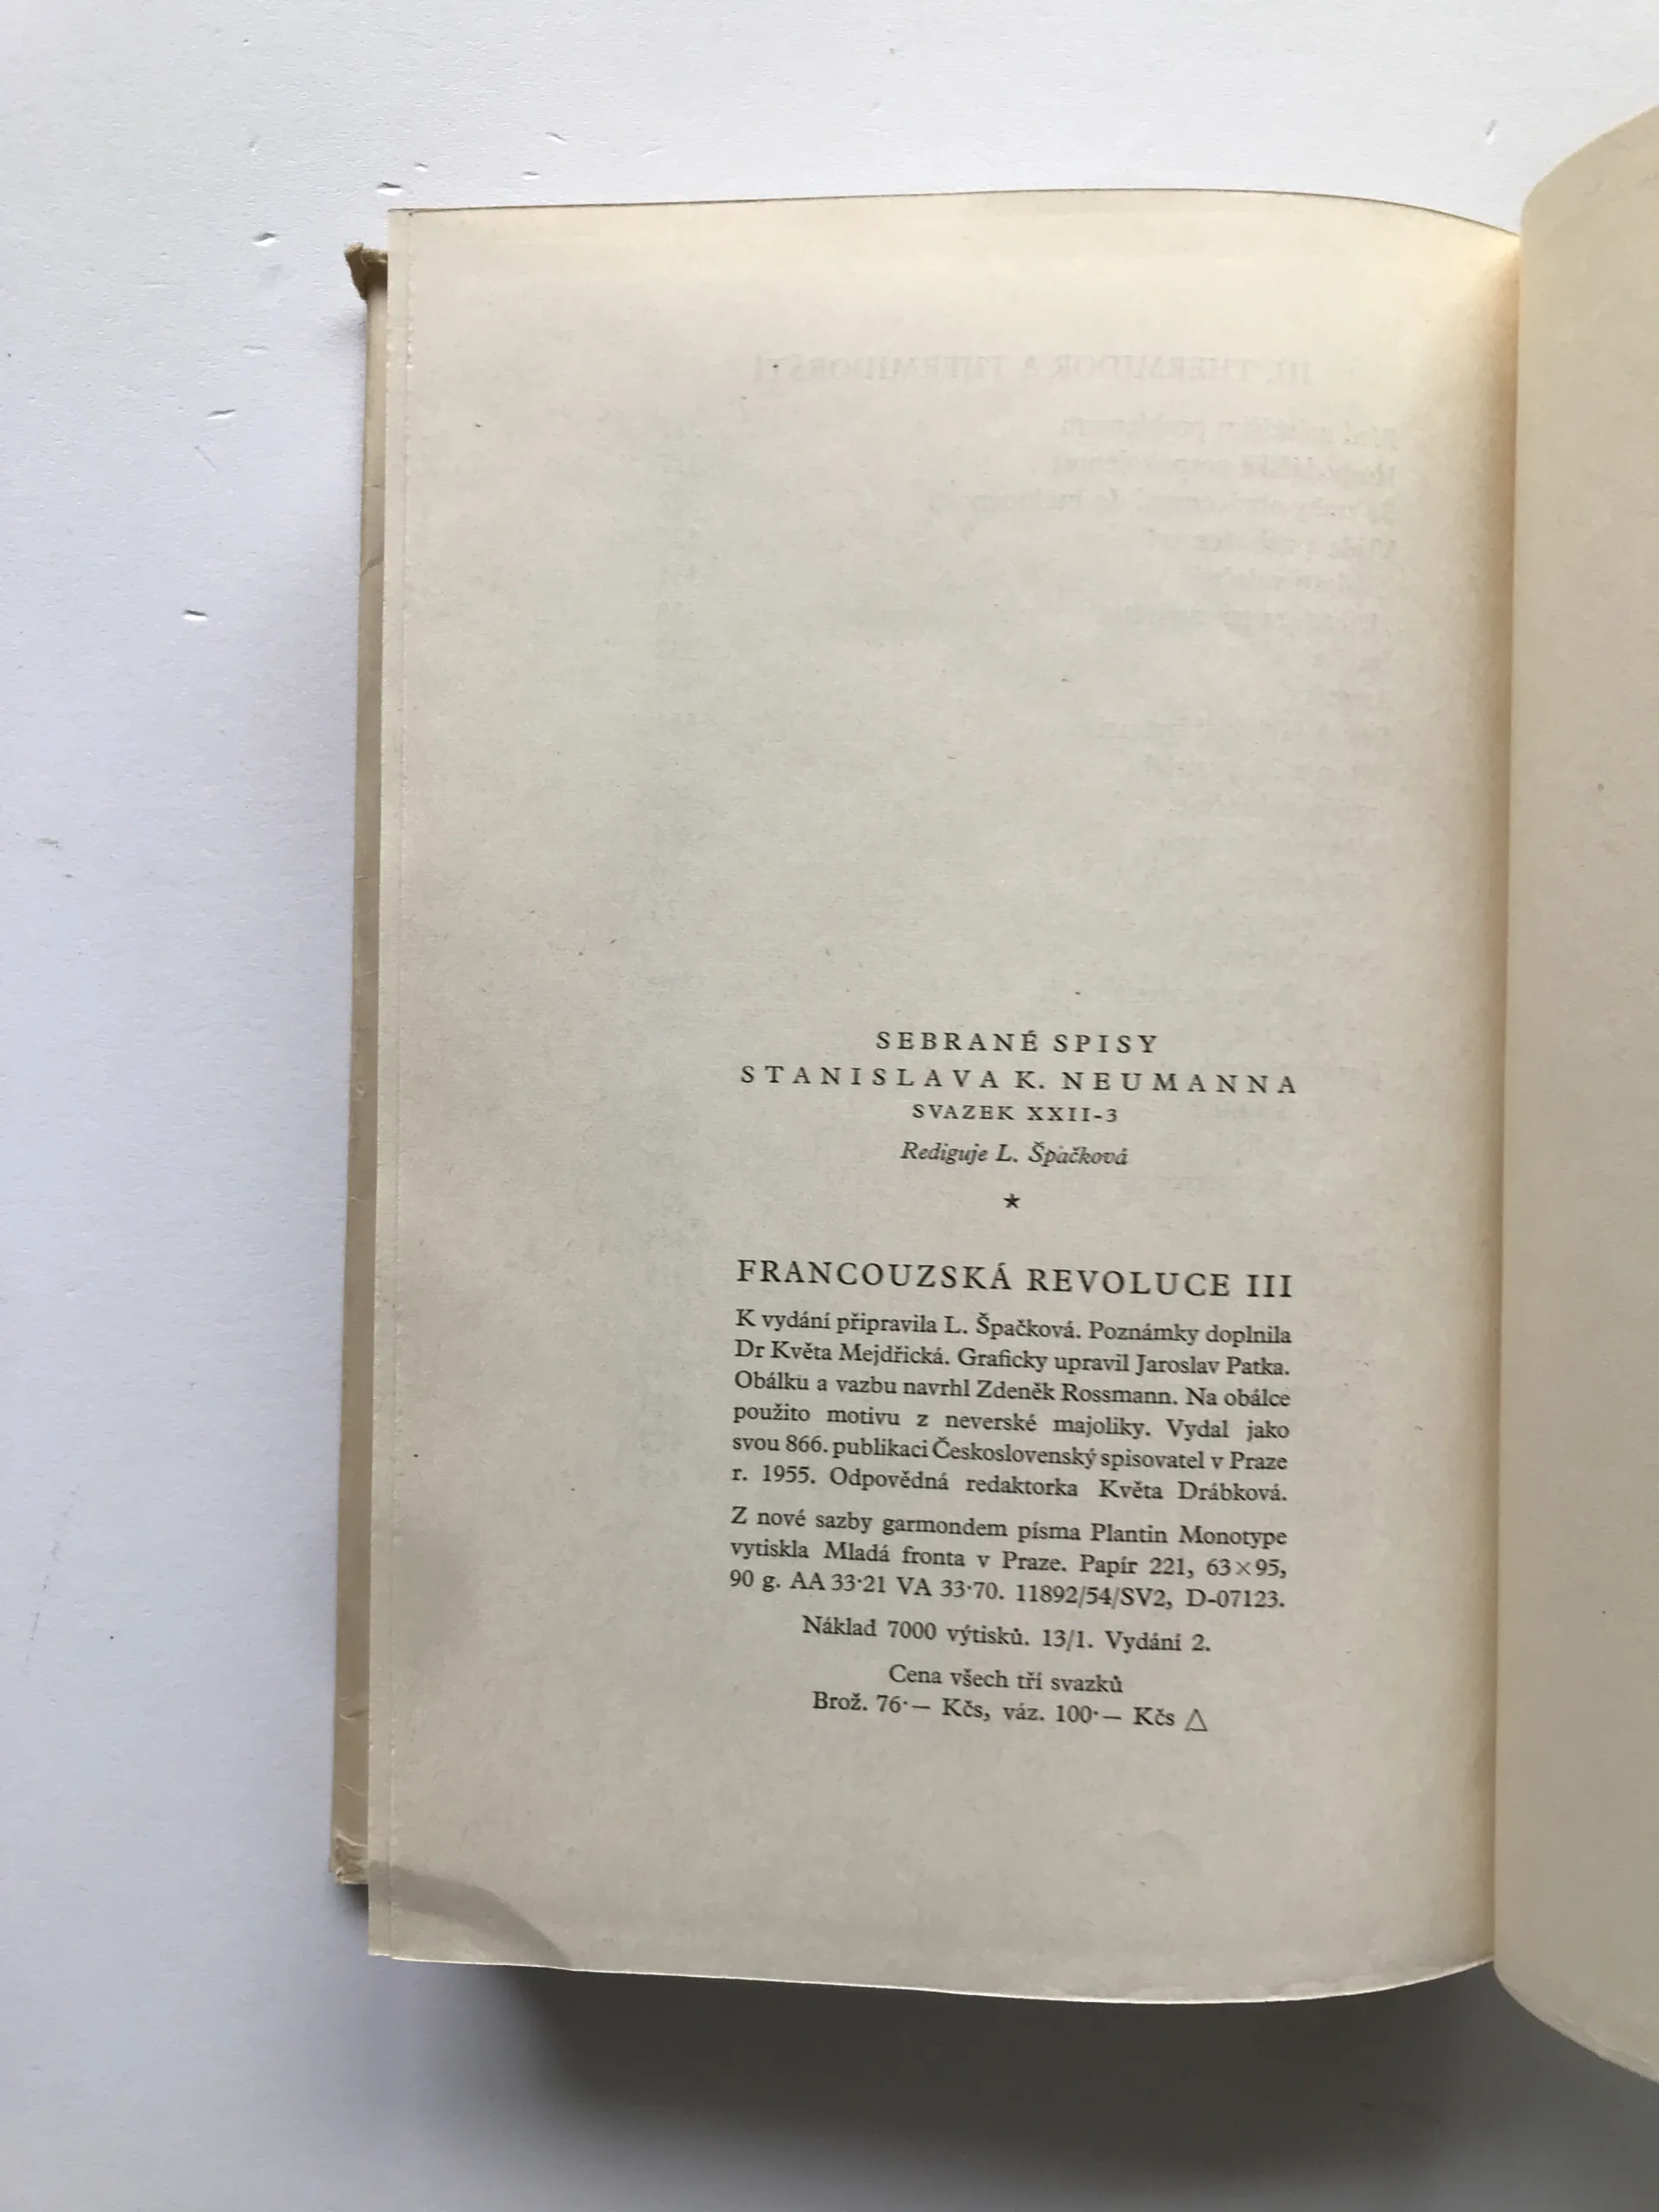 SEBRANÉ SPISY
STANISLAVA K. NEUMANNA
SVAZEK XXII-3
Rediguje L. Špačková
★
FRANCOUZSKÁ REVOLUCE III
K vydání připravila L. Špačková. Poznámky doplnila
Dr Květa Mejdřická. Graficky upravil Jaroslav Patka.
Obálku a vazbu navrhl Zdeněk Rossmann. Na obálce
použito motivu z neverské majoliky. Vydal jako
svou 866. publikaci Československý spisovatel v Praze
r. 1955. Odpovědná redaktorka Květa Drábková.
Z nové sazby garmondem písma Plantin Monotype
vytiskla Mladá fronta v Praze. Papír 221, 63×95,
90 g. AA 33·21 VA 33·70. 11892/54/SV2, D-07123.
Náklad 7000 výtisků. 13/1. Vydání 2.
Cena všech tří svazků
Brož. 76·— Kčs, váz. 100·— Kčs △